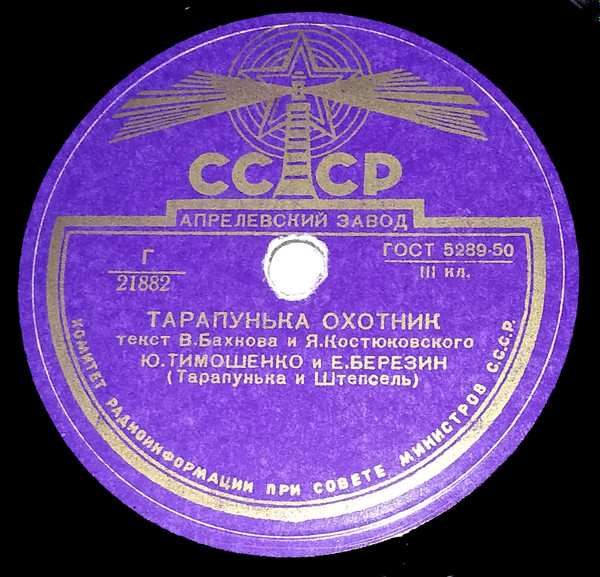 СССР
АПРЕЛЕВСКИЙ ЗАВОД
Г
21882
ГОСТ 5289-50
III кл.
ТАРАПУНЬКА ОХОТНИК
текст В.Бахнова и Я.Костюковского
Ю.ТИМОШЕНКО и Е.БЕРЕЗИН
(Тарапунька и Штепсель)
КОМИТЕТ РАДИОИНФОРМАЦИИ ПРИ СОВЕТЕ МИНИСТРОВ С.С.С.Р.